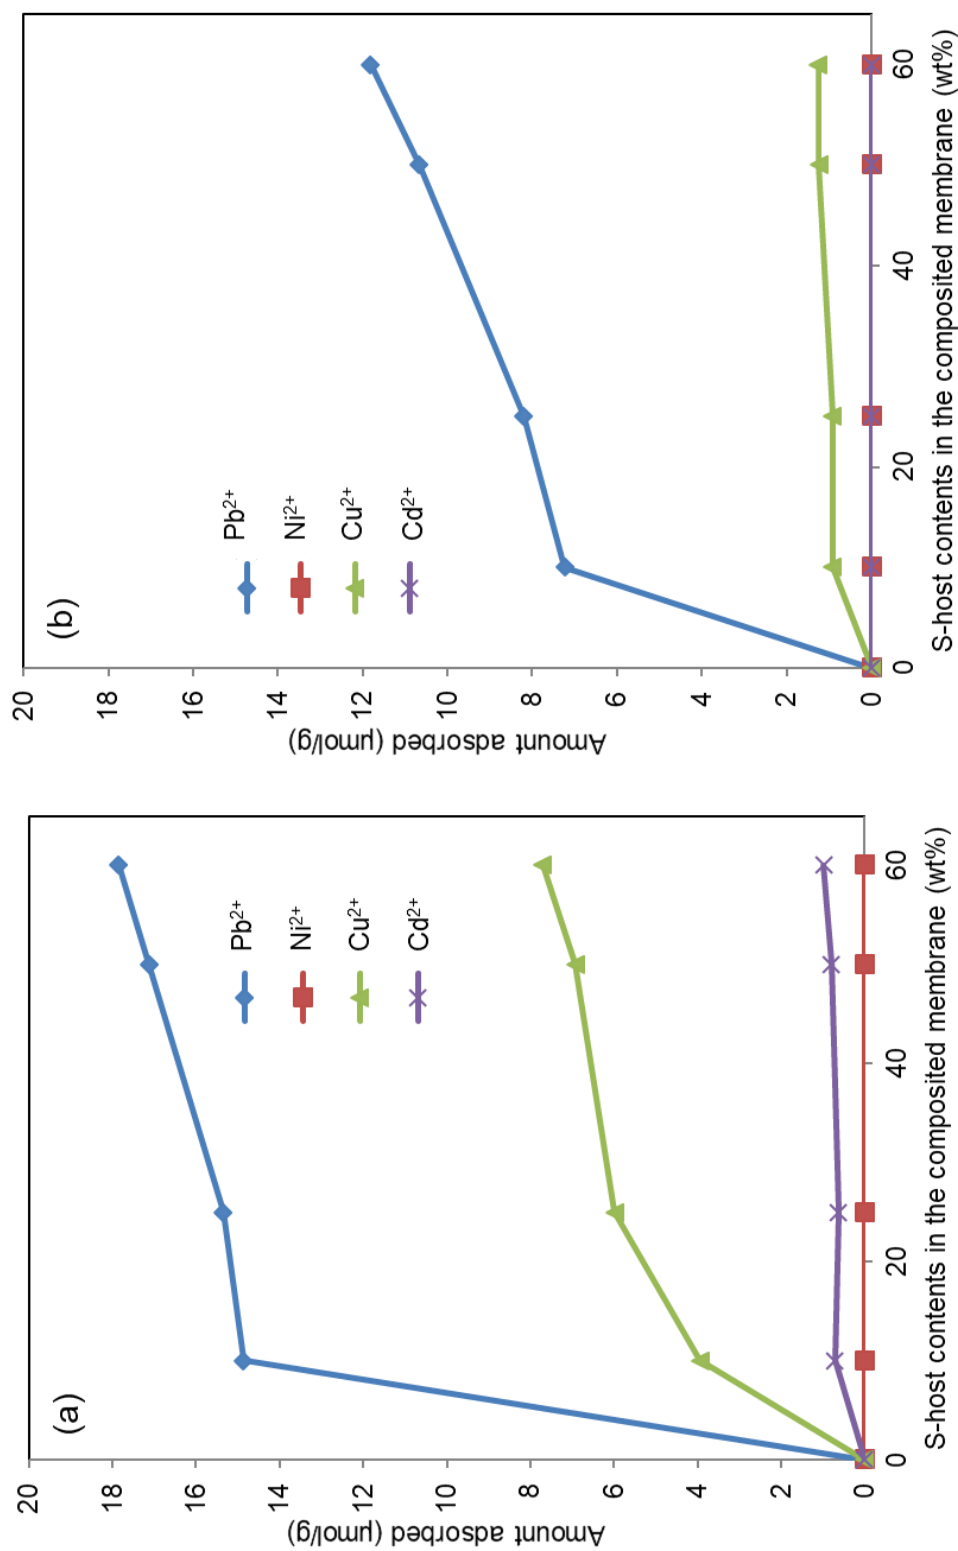 (a)
20
18
16
14
12
10
8
6
4
2
0
Amount adsorbed (µmol/g)
Pb²⁺
Ni²⁺
Cu²⁺
Cd²⁺
0 20 40 60
S-host contents in the composited membrane (wt%)
(b)
20
18
16
14
12
10
8
6
4
2
0
Amount adsorbed (µmol/g)
Pb²⁺
Ni²⁺
Cu²⁺
Cd²⁺
0 20 40 60
S-host contents in the composited membrane (wt%)